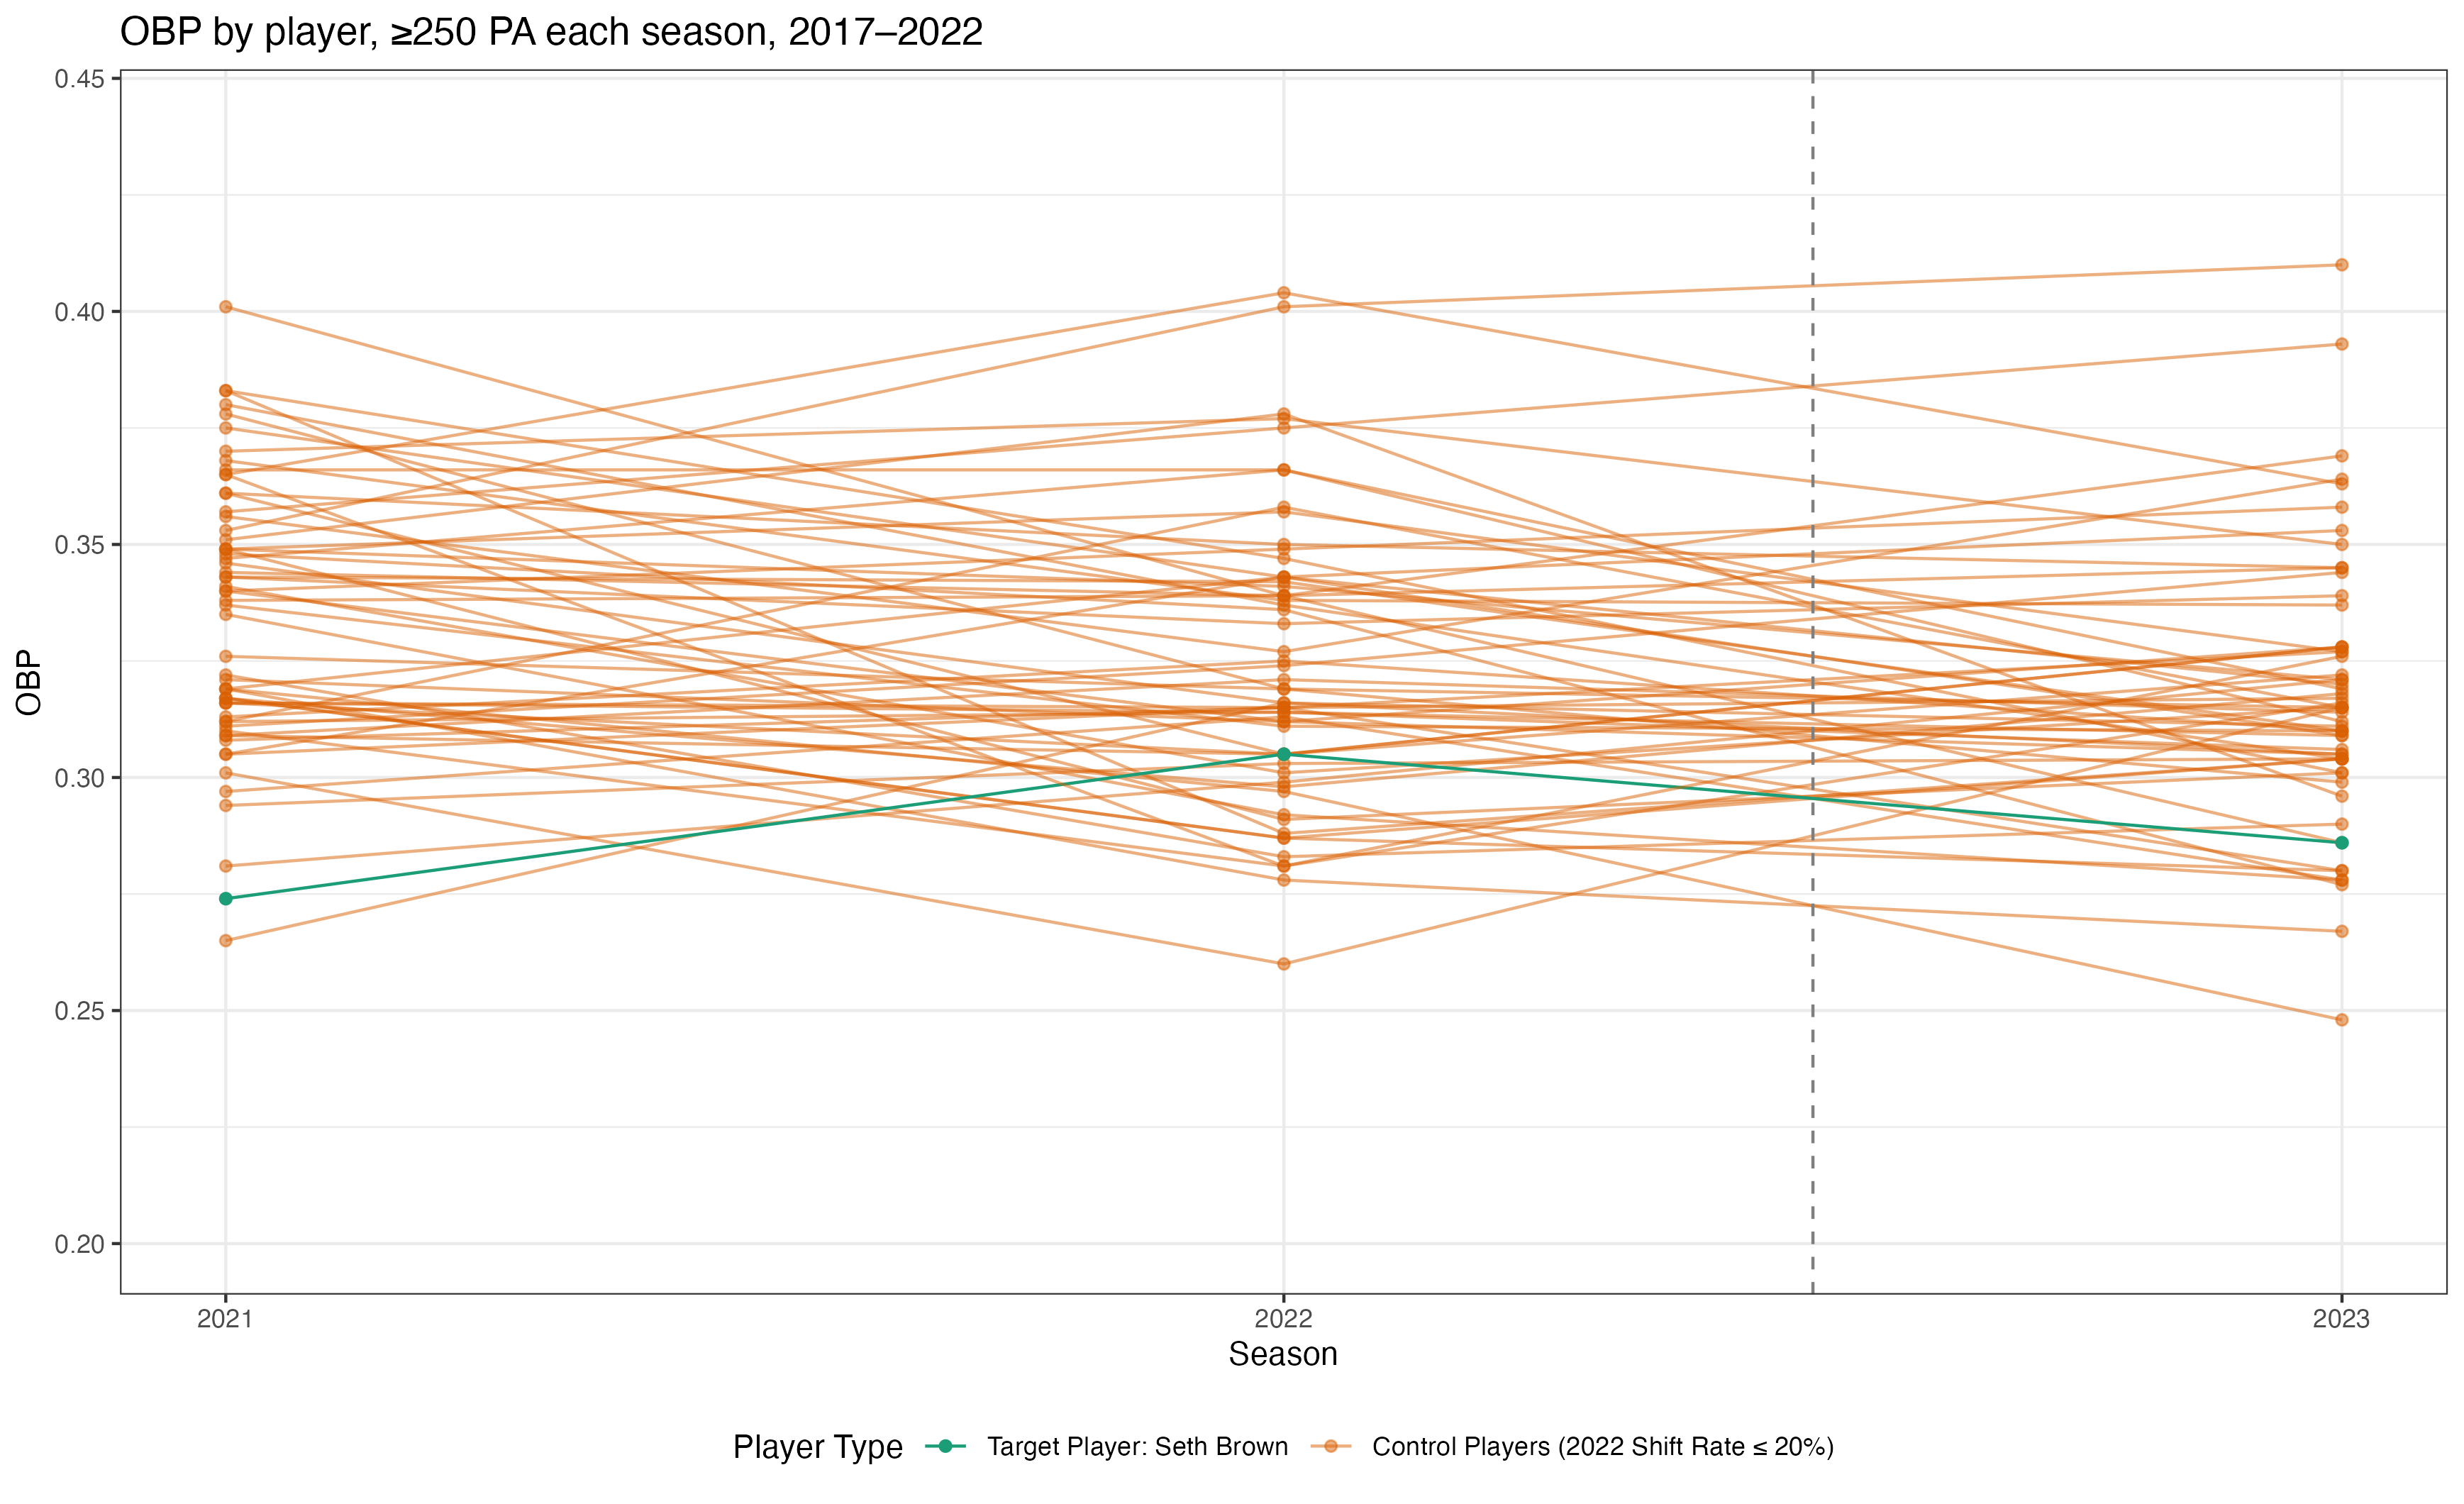 OBP by player, ≥250 PA each season, 2017–2022
OBP
0.45
0.40
0.35
0.30
0.25
0.20
2021
2022
2023
Season
Player Type
Target Player: Seth Brown
Control Players (2022 Shift Rate ≤ 20%)